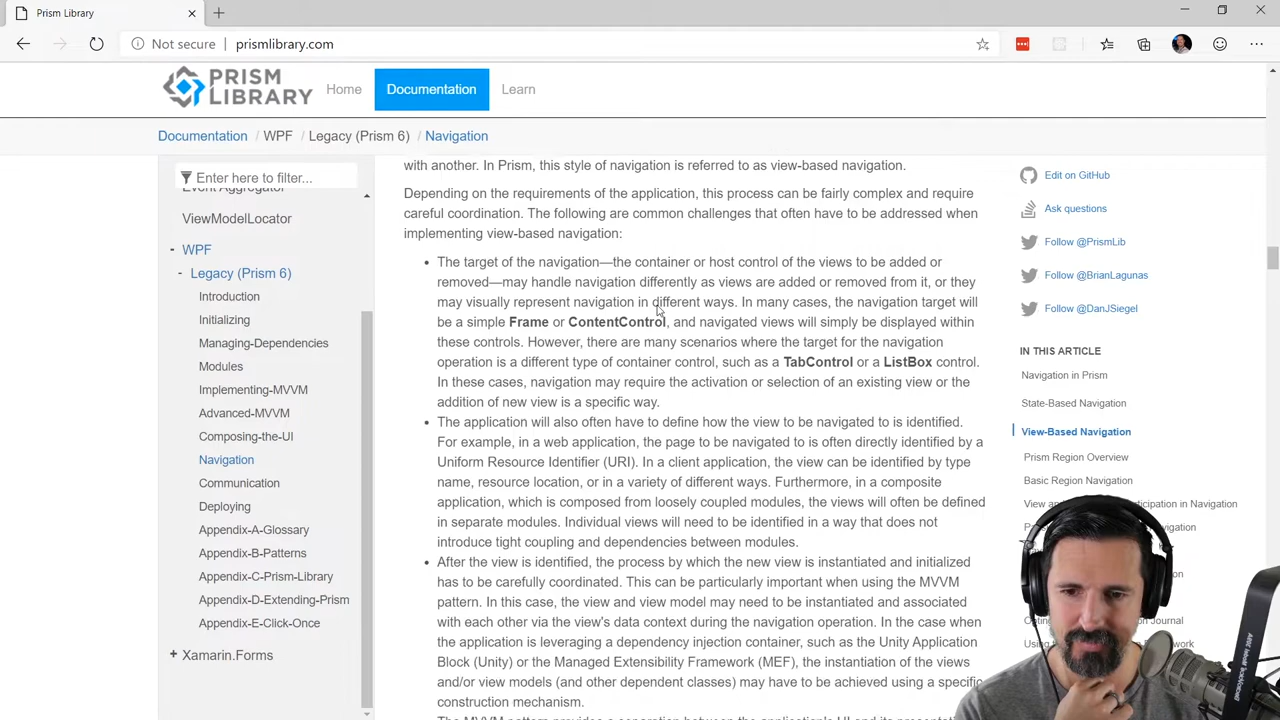 Prism Library
Not secure
prismlibrary.com
PRISM
LIBRARY
Home
Documentation
Learn
Documentation / WPF / Legacy (Prism 6) / Navigation
Enter here to filter...
Event Aggregator
ViewModelLocator
- WPF
- Legacy (Prism 6)
Introduction
Initializing
Managing-Dependencies
Modules
Implementing-MVVM
Advanced-MVVM
Composing-the-UI
Navigation
Communication
Deploying
Appendix-A-Glossary
Appendix-B-Patterns
Appendix-C-Prism-Library
Appendix-D-Extending-Prism
Appendix-E-Click-Once
+ Xamarin.Forms
with another. In Prism, this style of navigation is referred to as view-based navigation.
Depending on the requirements of the application, this process can be fairly complex and require
careful coordination. The following are common challenges that often have to be addressed when
implementing view-based navigation:
• The target of the navigation—the container or host control of the views to be added or
removed—may handle navigation differently as views are added or removed from it, or they
may visually represent navigation in different ways. In many cases, the navigation target will
be a simple Frame or ContentControl, and navigated views will simply be displayed within
these controls. However, there are many scenarios where the target for the navigation
operation is a different type of container control, such as a TabControl or a ListBox control.
In these cases, navigation may require the activation or selection of an existing view or the
addition of new view is a specific way.
• The application will also often have to define how the view to be navigated to is identified.
For example, in a web application, the page to be navigated to is often directly identified by a
Uniform Resource Identifier (URI). In a client application, the view can be identified by type
name, resource location, or in a variety of different ways. Furthermore, in a composite
application, which is composed from loosely coupled modules, the views will often be defined
in separate modules. Individual views will need to be identified in a way that does not
introduce tight coupling and dependencies between modules.
• After the view is identified, the process by which the new view is instantiated and initialized
has to be carefully coordinated. This can be particularly important when using the MVVM
pattern. In this case, the view and view model may need to be instantiated and associated
with each other via the view's data context during the navigation operation. In the case when
the application is leveraging a dependency injection container, such as the Unity Application
Block (Unity) or the Managed Extensibility Framework (MEF), the instantiation of the views
and/or view models (and other dependent classes) may have to be achieved using a specific
construction mechanism.
Edit on GitHub
Ask questions
Follow @PrismLib
Follow @BrianLagunas
Follow @DanJSiegel
IN THIS ARTICLE
Navigation in Prism
State-Based Navigation
View-Based Navigation
Prism Region Overview
Basic Region Navigation
View and Participation in Navigation
Navigation
Journal